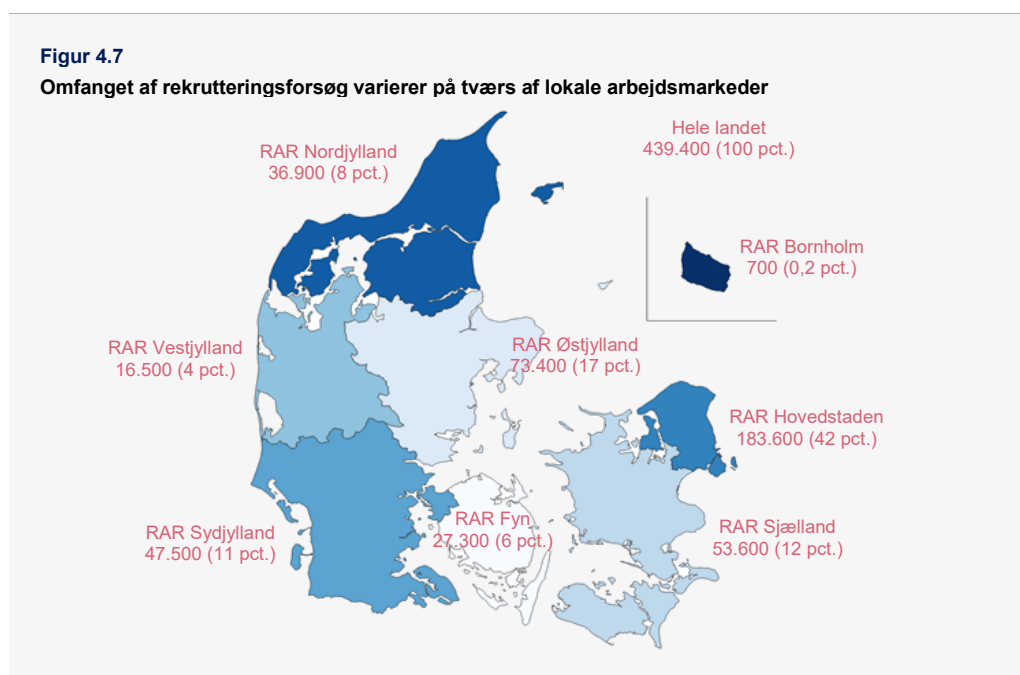 Figur 4.7
Omfanget af rekrutteringsforsøg varierer på tværs af lokale arbejdsmarkeder
Hele landet
439.400 (100 pct.)
RAR Nordjylland
36.900 (8 pct.)
RAR Bornholm
700 (0,2 pct.)
RAR Vestjylland
16.500 (4 pct.)
RAR Østjylland
73.400 (17 pct.)
RAR Hovedstaden
183.600 (42 pct.)
RAR Sydjylland
47.500 (11 pct.)
RAR Fyn
27.300 (6 pct.)
RAR Sjælland
53.600 (12 pct.)